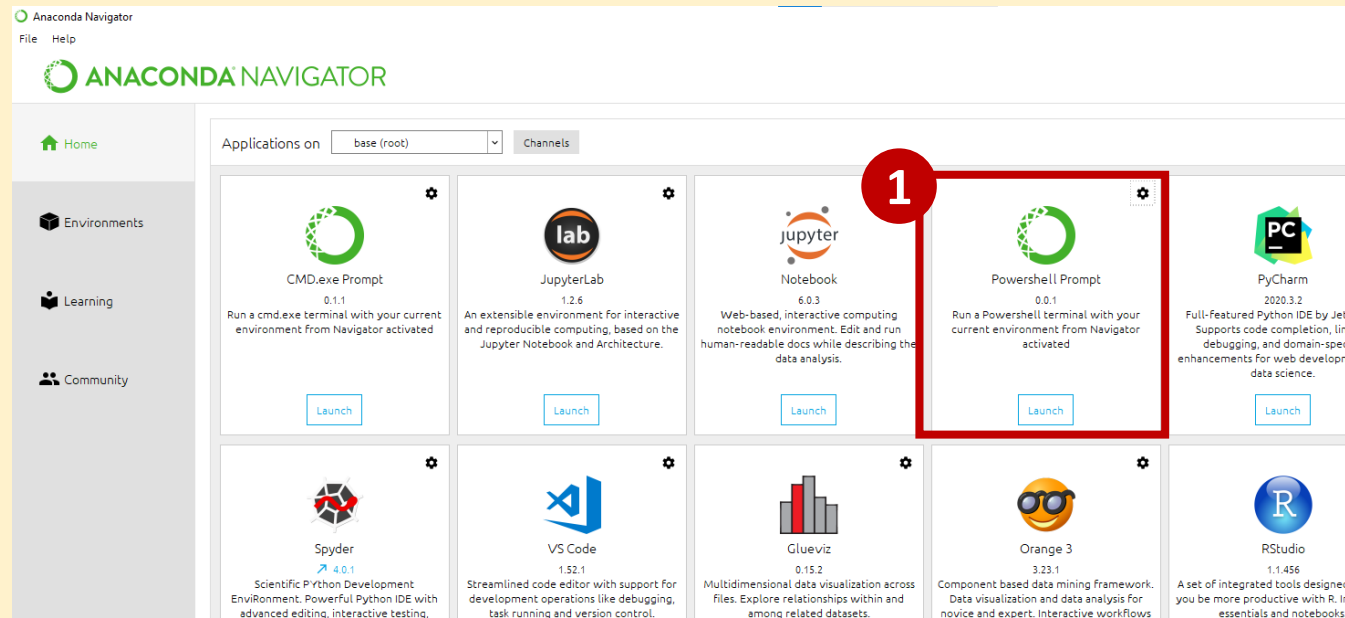 Anaconda Navigator
File Help
ANACONDA NAVIGATOR
Home
Applications on base (root) Channels
1
Environments
Learning
Community
lab
jupyter
PC
CMD.exe Prompt
0.1.1
Run a cmd.exe terminal with your current
environment from Navigator activated
Launch
JupyterLab
1.2.6
An extensible environment for interactive
and reproducible computing, based on the
Jupyter Notebook and Architecture.
Launch
Notebook
6.0.3
Web-based, interactive computing
notebook environment. Edit and run
human-readable docs while describing the
data analysis.
Launch
Powershell Prompt
0.0.1
Run a Powershell terminal with your
current environment from Navigator
activated
Launch
PyCharm
2020.3.2
Full-featured Python IDE by
Supports code completion,
debugging, and
enhancements for web
data science.
Launch
Spyder
4.0.1
Scientific PYthon Development
EnviRonment. Powerful Python IDE with
advanced editing, interactive testing,
VS Code
1.52.1
Streamlined code editor with support for
development operations like debugging,
task running and version control.
Glueviz
0.15.2
Multidimensional data visualization across
files. Explore relationships within and
among related datasets.
Orange 3
3.23.1
Component based data mining framework.
Data visualization and data analysis for
novice and expert. Interactive workflows
R
RStudio
1.1.456
A set of integrated tools designed
you be more productive with R.
essentials and notebooks